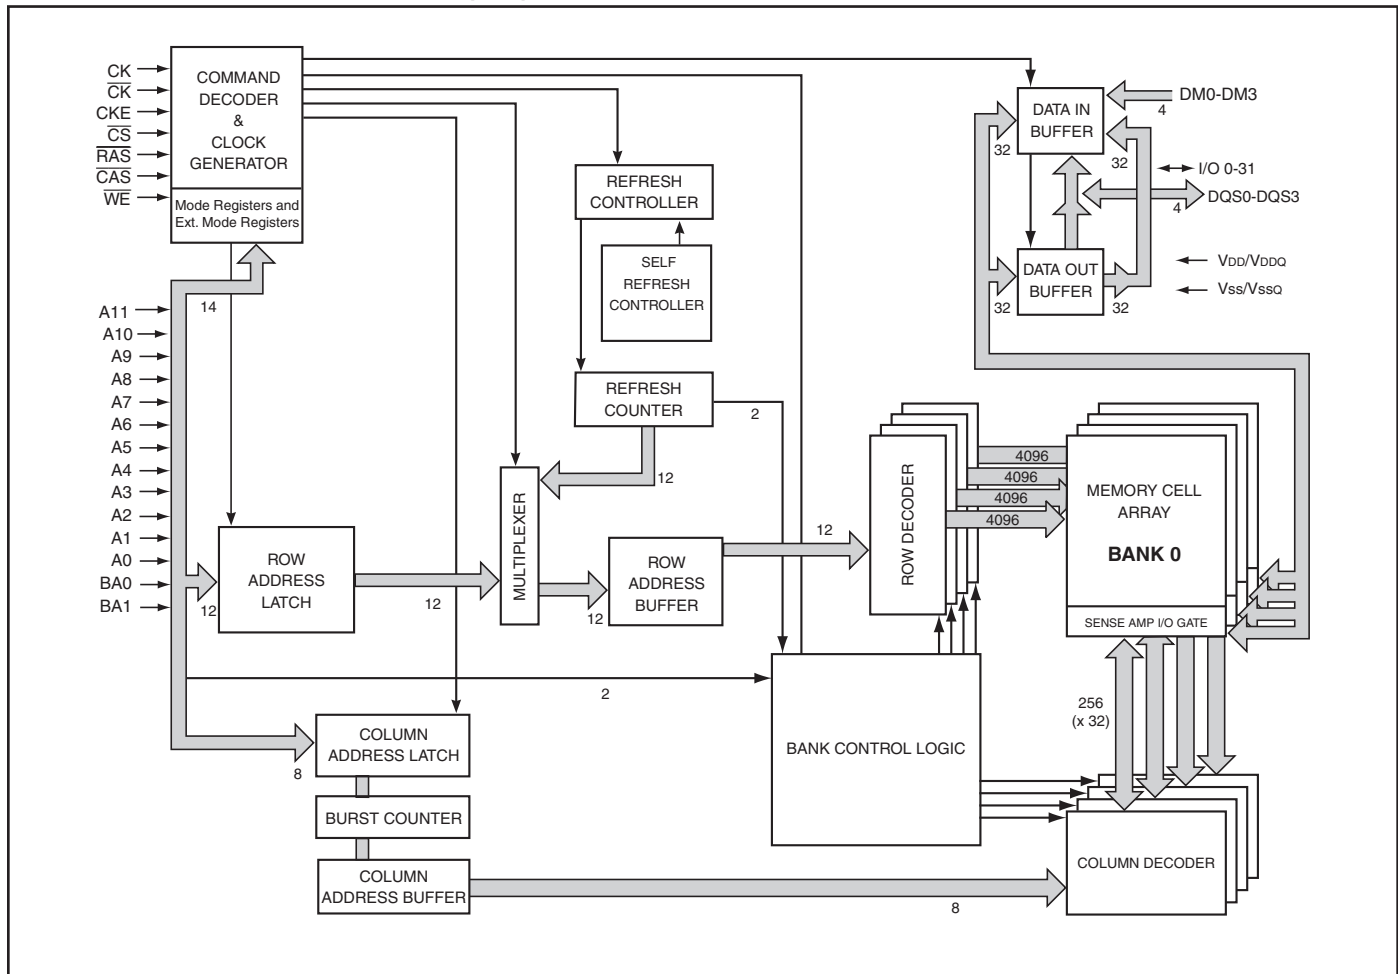 CK
CK
CKE
CS
RAS
CAS
WE
COMMAND
DECODER
&
CLOCK
GENERATOR
Mode Registers and
Ext. Mode Registers
14
A11
A10
A9
A8
A7
A6
A5
A4
A3
A2
A1
A0
BA0
BA1
12
ROW
ADDRESS
LATCH
12
REFRESH
CONTROLLER
SELF
REFRESH
CONTROLLER
REFRESH
COUNTER
2
12
MULTIPLEXER
12
ROW
ADDRESS
BUFFER
12
ROW DECODER
4096
4096
4096
4096
MEMORY CELL
ARRAY
BANK 0
SENSE AMP I/O GATE
DATA IN
BUFFER
DM0-DM3
4
32
32
I/O 0-31
DQS0-DQS3
4
DATA OUT
BUFFER
32
32
VDD/VDDQ
Vss/VssQ
2
BANK CONTROL LOGIC
256
(x 32)
8
COLUMN
ADDRESS LATCH
BURST COUNTER
COLUMN
ADDRESS BUFFER
8
COLUMN DECODER